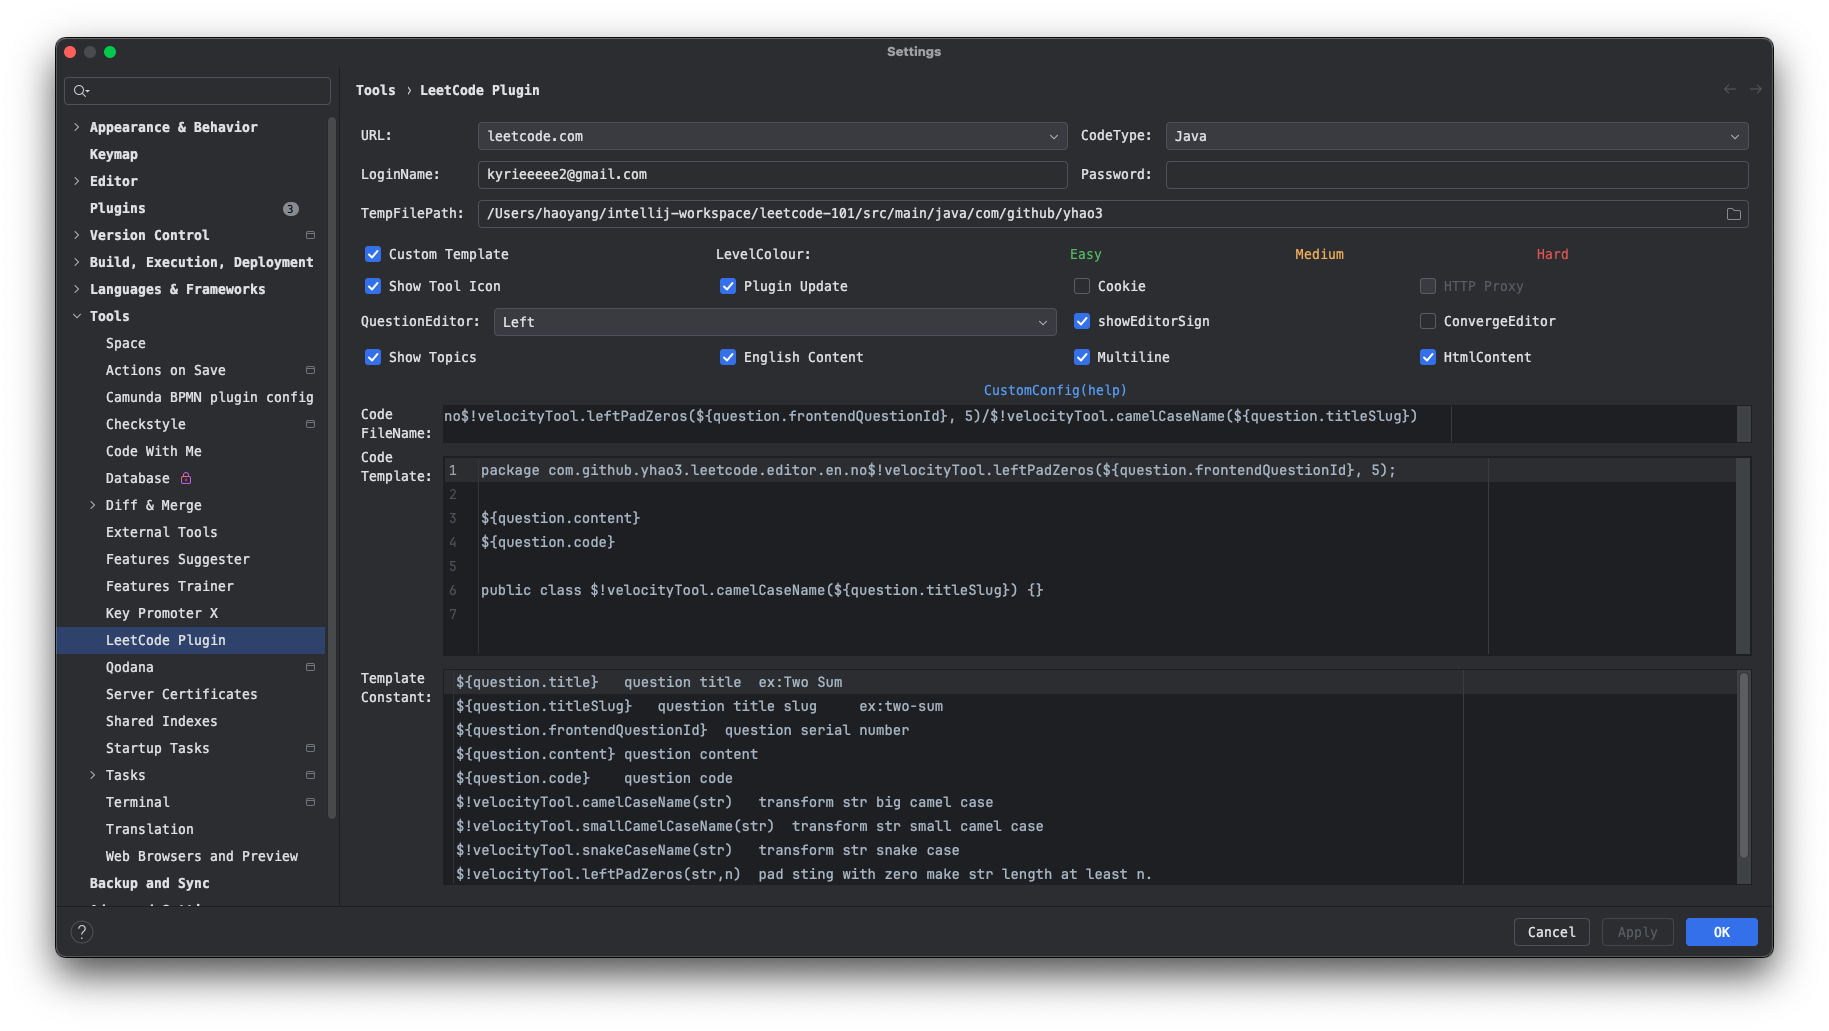 Settings
Appearance & Behavior
Keymap
Editor
Plugins 3
Version Control
Build, Execution, Deployment
Languages & Frameworks
Tools
Space
Actions on Save
Camunda BPMN plugin config
Checkstyle
Code With Me
Database
Diff & Merge
External Tools
Features Suggester
Features Trainer
Key Promoter X
LeetCode Plugin
Qodana
Server Certificates
Shared Indexes
Startup Tasks
Tasks
Terminal
Translation
Web Browsers and Preview
Backup and Sync
Tools › LeetCode Plugin
URL: leetcode.com CodeType: Java
LoginName: kyrieeeee2@gmail.com Password:
TempFilePath: /Users/haoyang/intellij-workspace/leetcode-101/src/main/java/com/github/yhao3
Custom Template LevelColour: Easy Medium Hard
Show Tool Icon Plugin Update Cookie HTTP Proxy
QuestionEditor: Left showEditorSign ConvergeEditor
Show Topics English Content Multiline HtmlContent
CustomConfig(help)
Code
FileName:
no$!velocityTool.leftPadZeros(${question.frontendQuestionId}, 5)/$!velocityTool.camelCaseName(${question.titleSlug})
Code
Template:
1 package com.github.yhao3.leetcode.editor.en.no$!velocityTool.leftPadZeros(${question.frontendQuestionId}, 5);
2
3 ${question.content}
4 ${question.code}
5
6 public class $!velocityTool.camelCaseName(${question.titleSlug}) {}
7
Template
Constant:
${question.title} question title ex:Two Sum
${question.titleSlug} question title slug ex:two-sum
${question.frontendQuestionId} question serial number
${question.content} question content
${question.code} question code
$!velocityTool.camelCaseName(str) transform str big camel case
$!velocityTool.smallCamelCaseName(str) transform str small camel case
$!velocityTool.snakeCaseName(str) transform str snake case
$!velocityTool.leftPadZeros(str,n) pad sting with zero make str length at least n.
? Cancel Apply OK